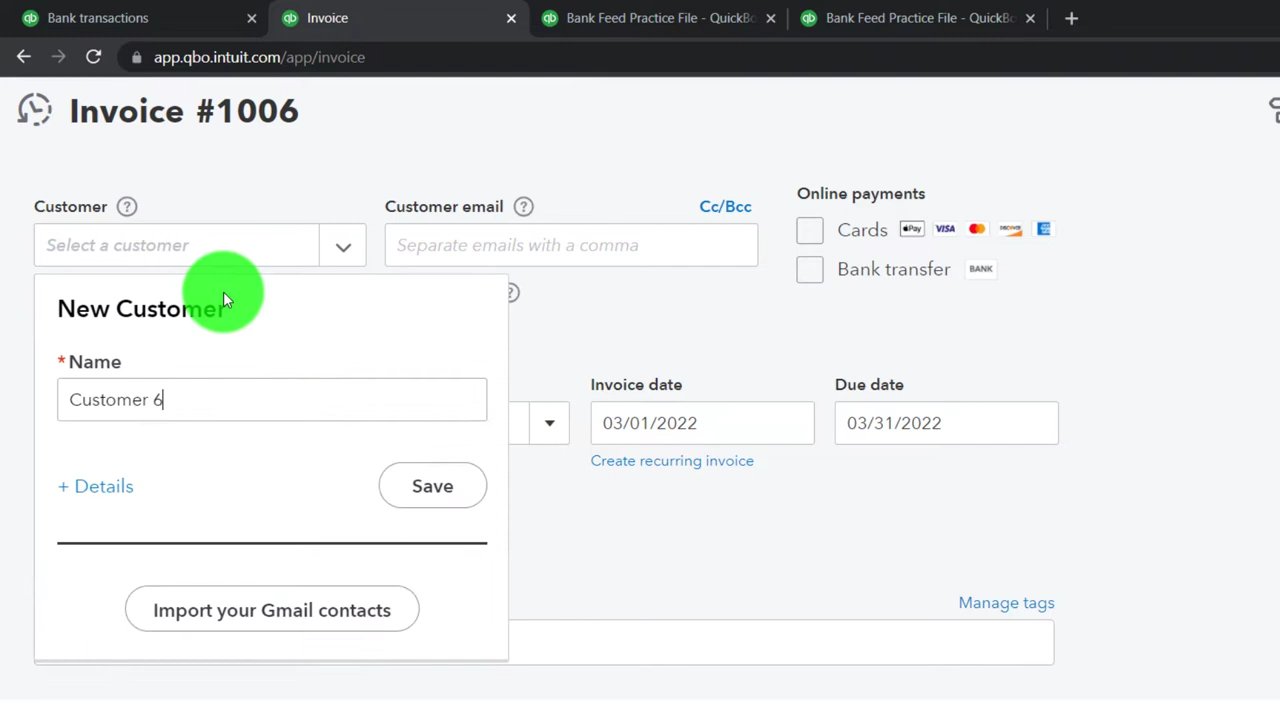 Bank transactions
Invoice
Bank Feed Practice File - QuickBo
Bank Feed Practice File - QuickBo
app.qbo.intuit.com/app/invoice
Invoice #1006
Customer
Customer email
Cc/Bcc
Online payments
Select a customer
Separate emails with a comma
Cards
Pay
VISA
DISCOVER
Bank transfer
BANK
New Customer
* Name
Customer 6
Invoice date
Due date
03/01/2022
03/31/2022
Create recurring invoice
+ Details
Save
Import your Gmail contacts
Manage tags